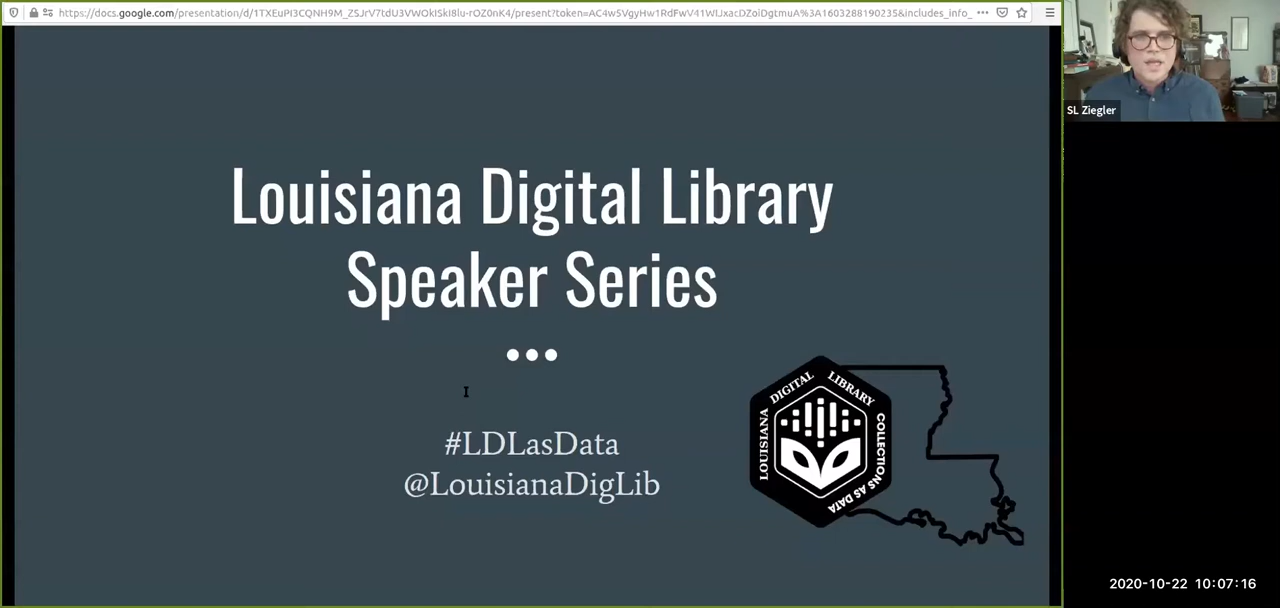 SL Ziegler
Louisiana Digital Library
Speaker Series
#LDLasData
@LouisianaDigLib
LOUISIANA DIGITAL LIBRARY COLLECTIONS AS DATA
2020-10-22 10:07:16